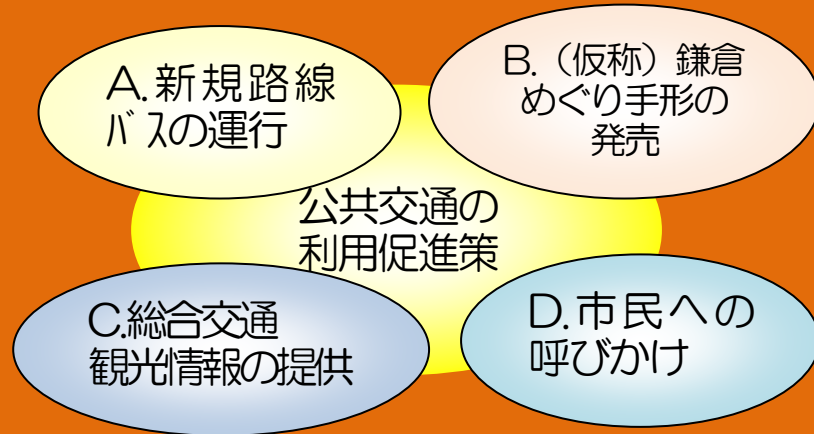 A.新規路線
バスの運行
B.（仮称）鎌倉
めぐり手形の
発売
公共交通の
利用促進策
C.総合交通
観光情報の提供
D.市民への
呼びかけ